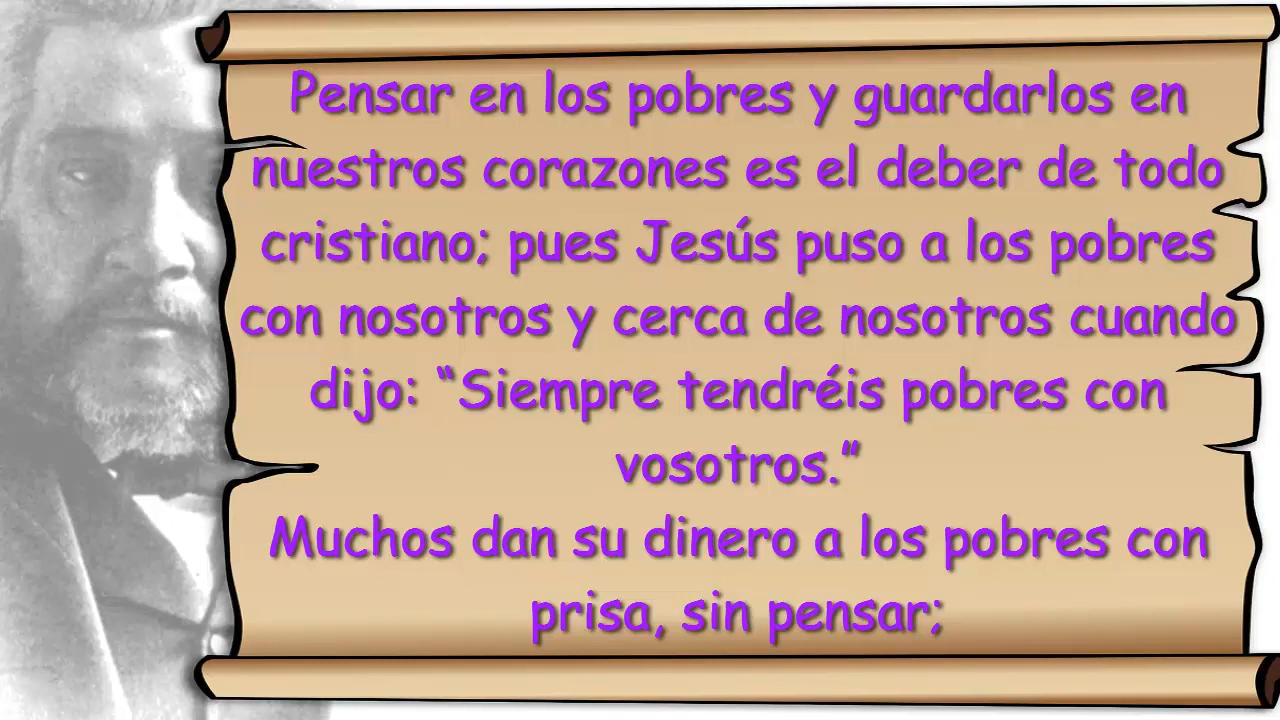 Pensar en los pobres y guardarlos en
nuestros corazones es el deber de todo
cristiano; pues Jesús puso a los pobres
con nosotros y cerca de nosotros cuando
dijo: “Siempre tendréis pobres con
vosotros.”
Muchos dan su dinero a los pobres con
prisa, sin pensar;